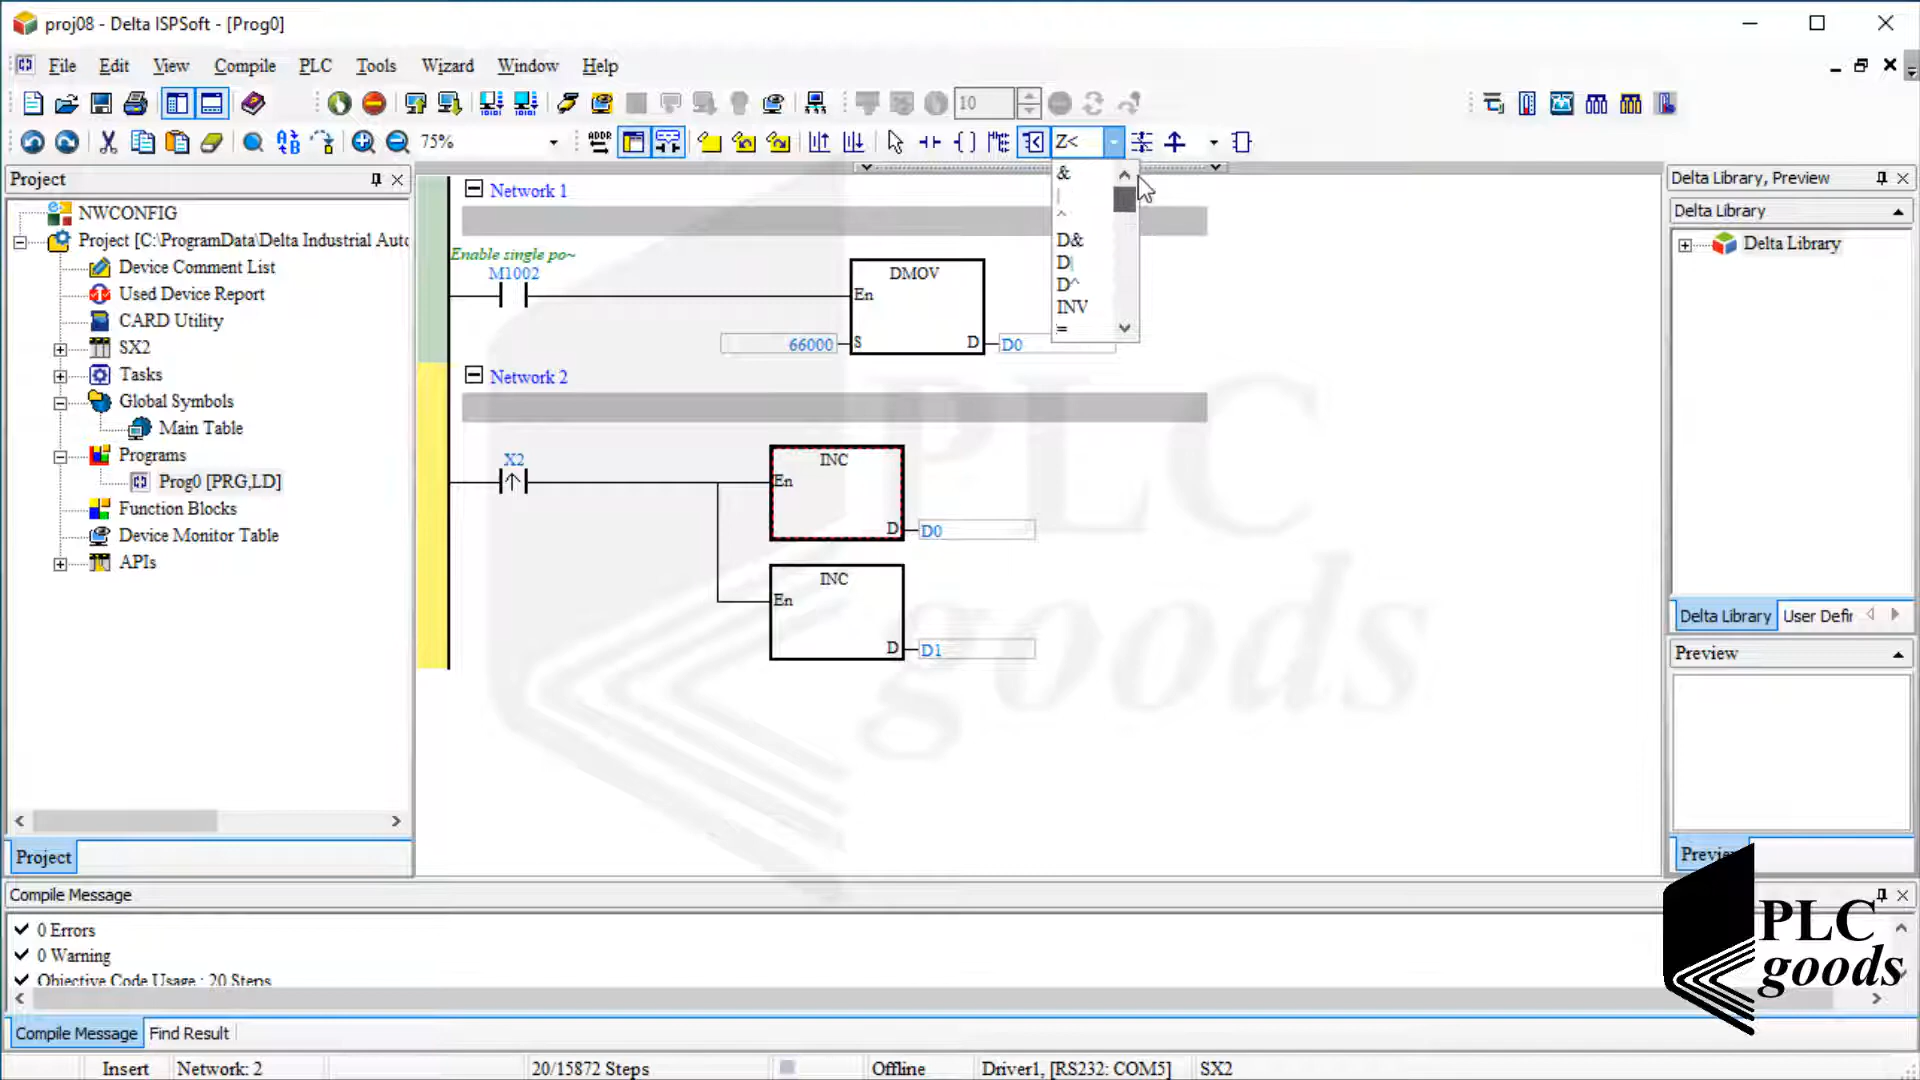 proj08 - Delta ISPSoft - [Prog0]
File Edit View Compile PLC Tools Wizard Window Help
10
75%
ADDR
Z<
Project
&
|
^
D&
D|
D^
INV
=
NWCONFIG
Project [C:\ProgramData\Delta Industrial Auto
Device Comment List
Used Device Report
CARD Utility
SX2
Tasks
Global Symbols
Main Table
Programs
Prog0 [PRG,LD]
Function Blocks
Device Monitor Table
APIs
Project
Network 1
Enable single po~
M1002
DMOV
En
66000
S
D
D0
Network 2
X2
INC
En
D
D0
INC
En
D
D1
PLC
goods
Delta Library, Preview
Delta Library
Delta Library
Delta Library
User Defir
Preview
Preview
Compile Message
0 Errors
0 Warning
Objective Code Usage : 20 Steps
Compile Message
Find Result
PLC
goods
Insert
Network: 2
20/15872 Steps
Offline
Driver1, [RS232: COM5]
SX2